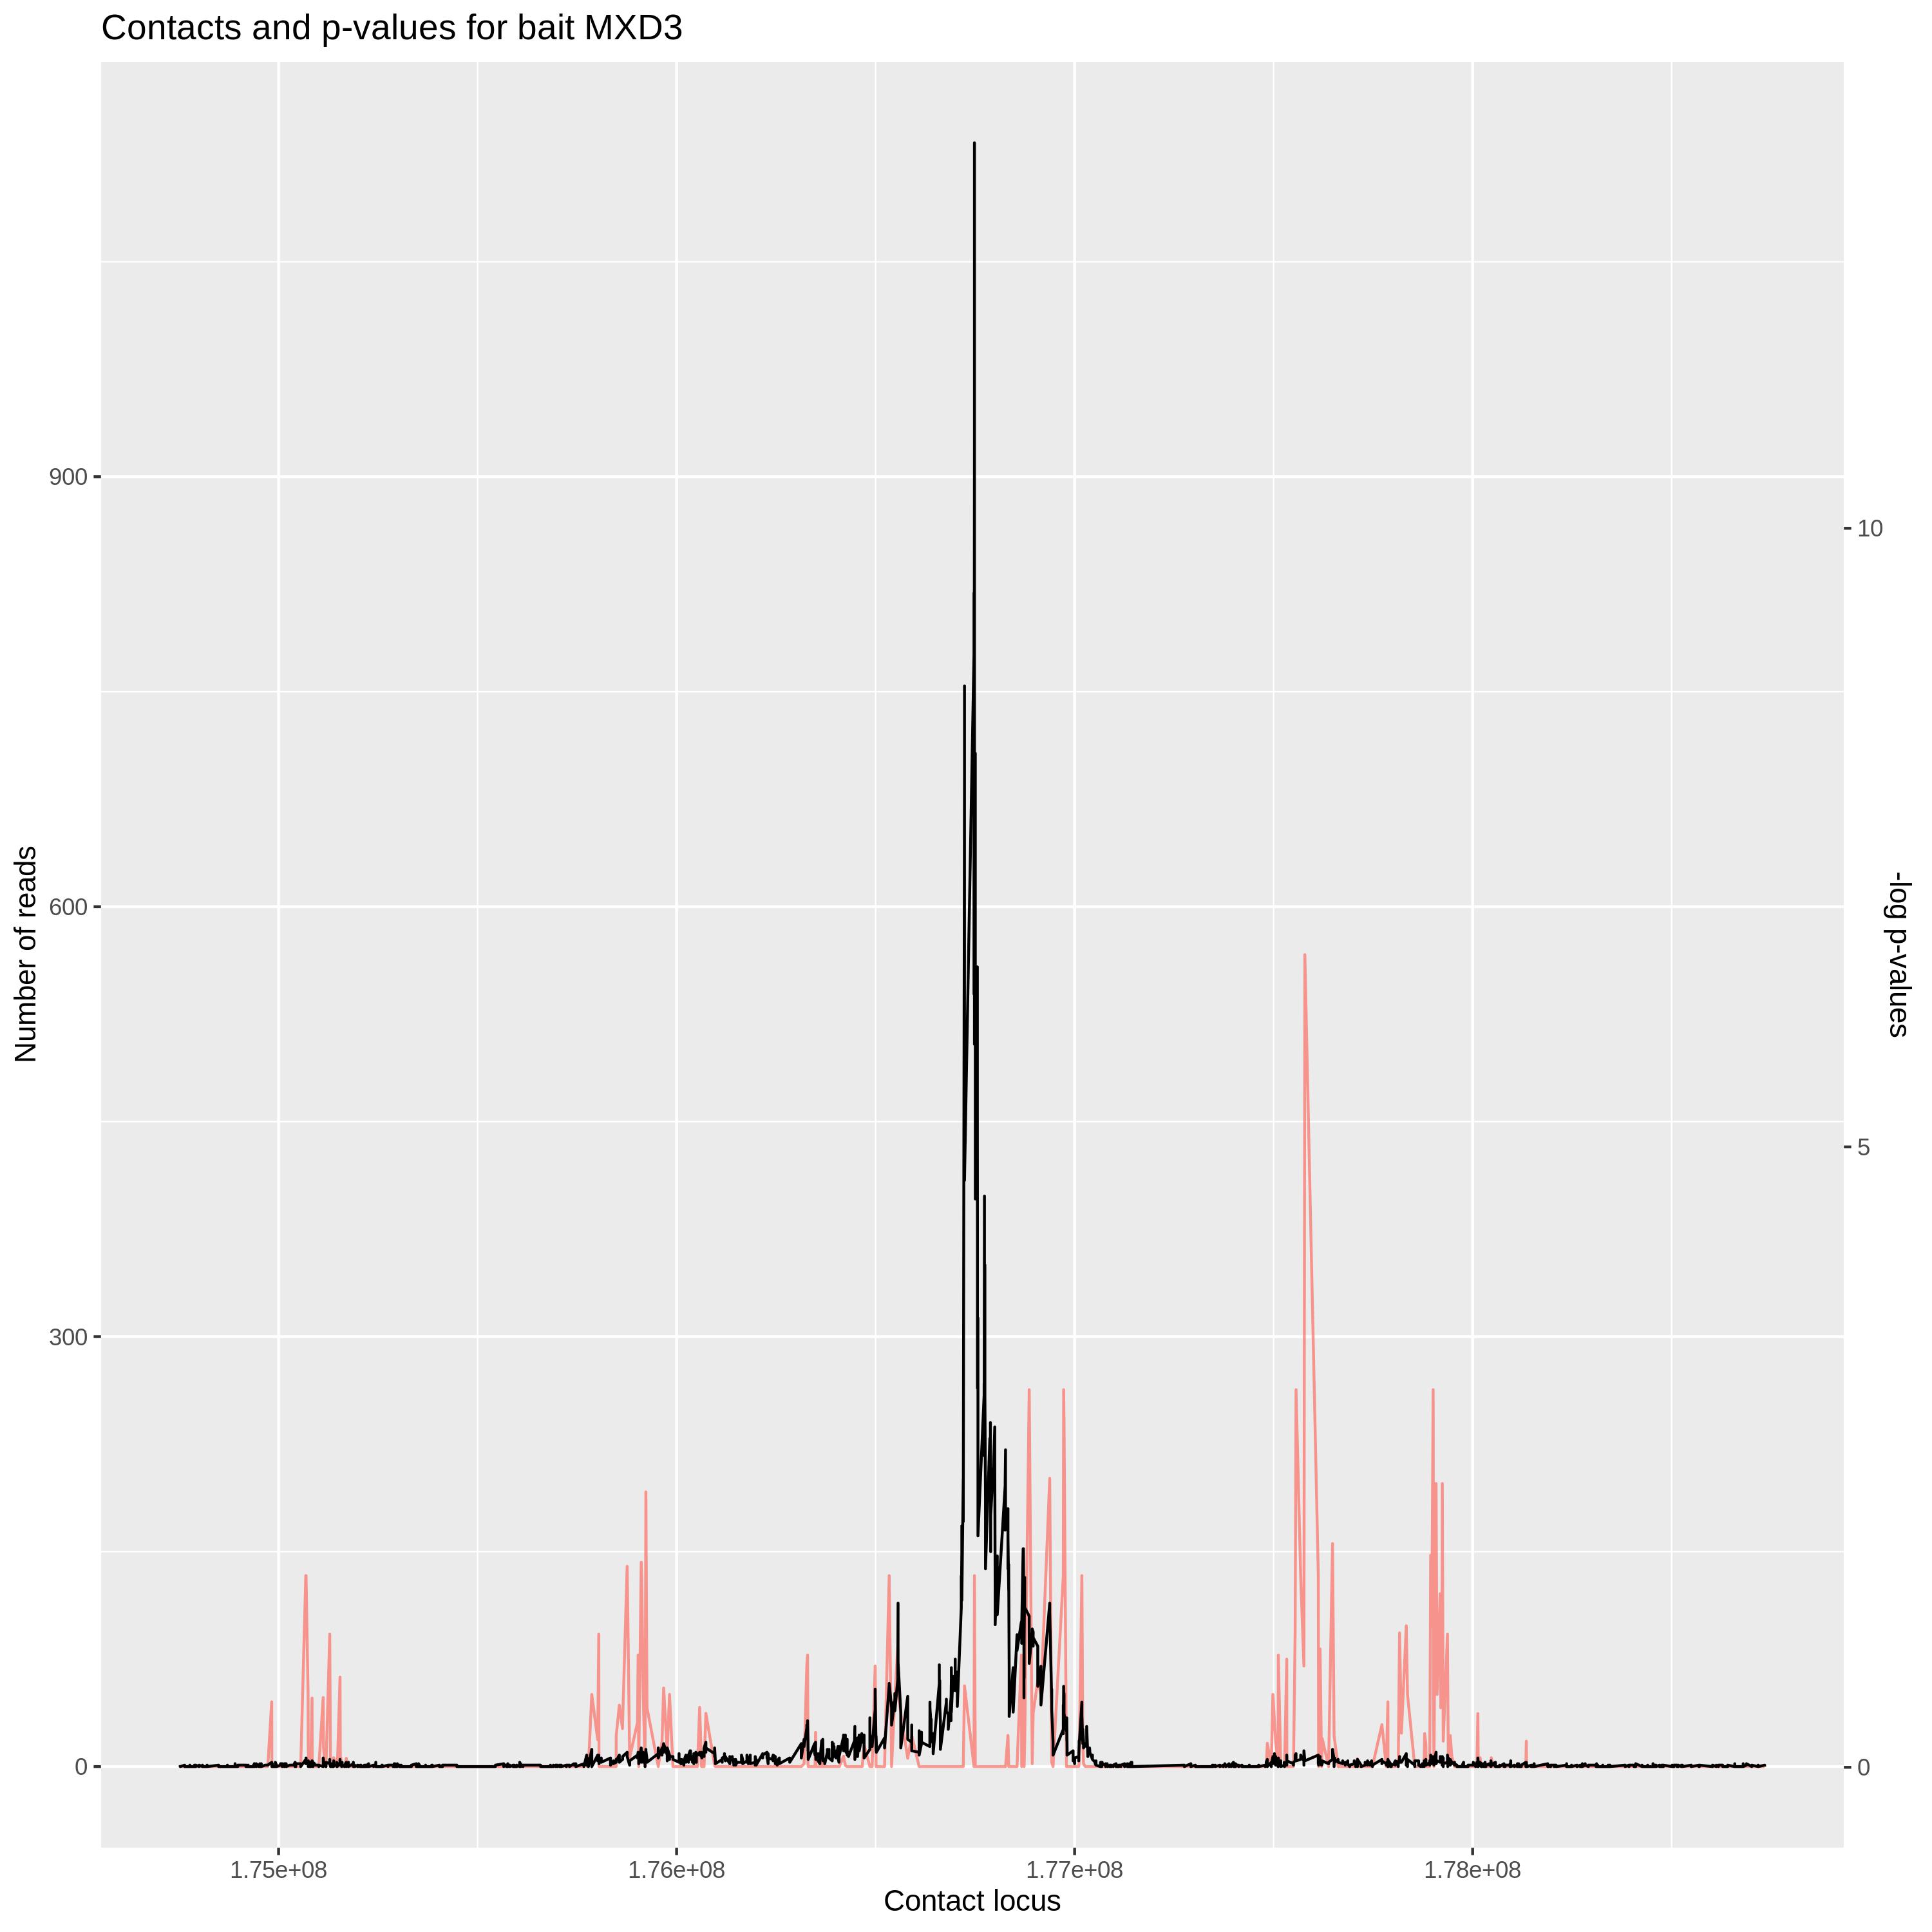 Contacts and p-values for bait MXD3
900
600
300
0
Number of reads
10
5
0
-log p-values
1.75e+08
1.76e+08
1.77e+08
1.78e+08
Contact locus